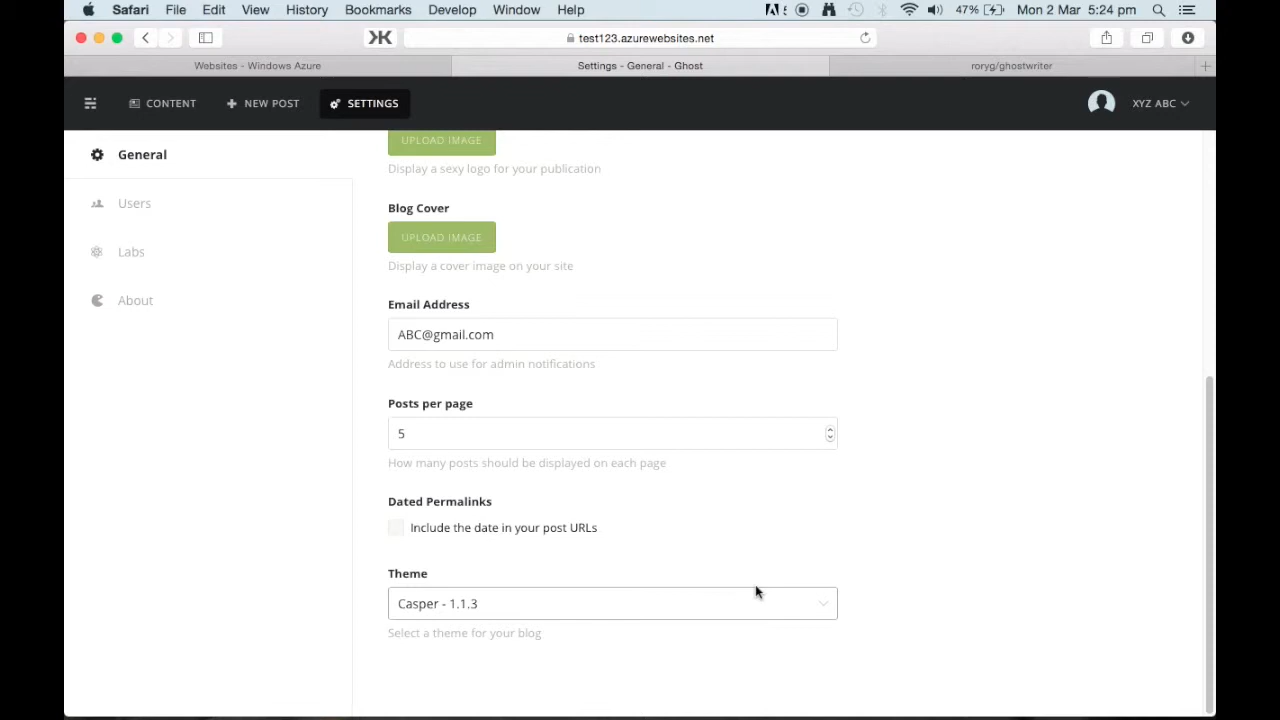 Safari File Edit View History Bookmarks Develop Window Help 47% Mon 2 Mar 5:24 pm
test123.azurewebsites.net
Websites - Windows Azure Settings - General - Ghost roryg/ghostwriter
CONTENT NEW POST SETTINGS XYZ ABC
General
Users
Labs
About
UPLOAD IMAGE
Display a sexy logo for your publication
Blog Cover
UPLOAD IMAGE
Display a cover image on your site
Email Address
ABC@gmail.com
Address to use for admin notifications
Posts per page
5
How many posts should be displayed on each page
Dated Permalinks
Include the date in your post URLs
Theme
Casper - 1.1.3
Select a theme for your blog